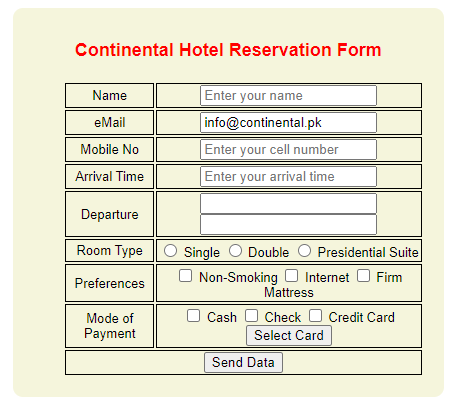 Continental Hotel Reservation Form
Name Enter your name
eMail info@continental.pk
Mobile No Enter your cell number
Arrival Time Enter your arrival time
Departure
Room Type Single Double Presidential Suite
Preferences Non-Smoking Internet Firm
Mattress
Mode of Payment Cash Check Credit Card
Select Card
Send Data